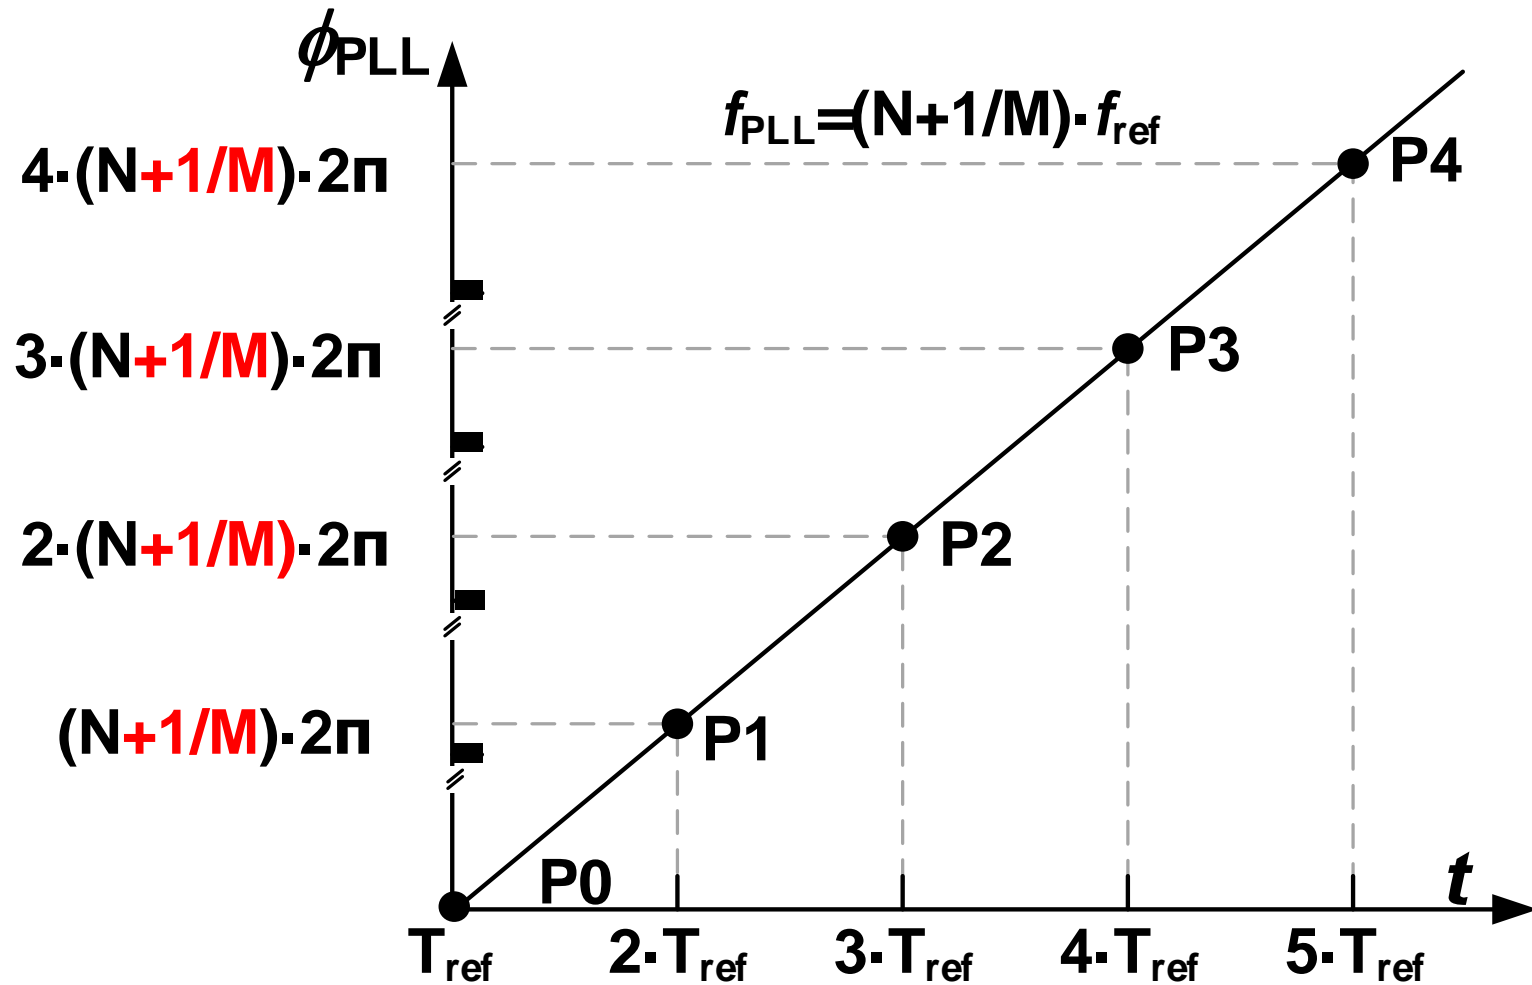 ϕPLL
fPLL=(N+1/M)·fref
4·(N+1/M)·2π
P4
3·(N+1/M)·2π
P3
2·(N+1/M)·2π
P2
(N+1/M)·2π
P1
P0
t
Tref 2·Tref 3·Tref 4·Tref 5·Tref